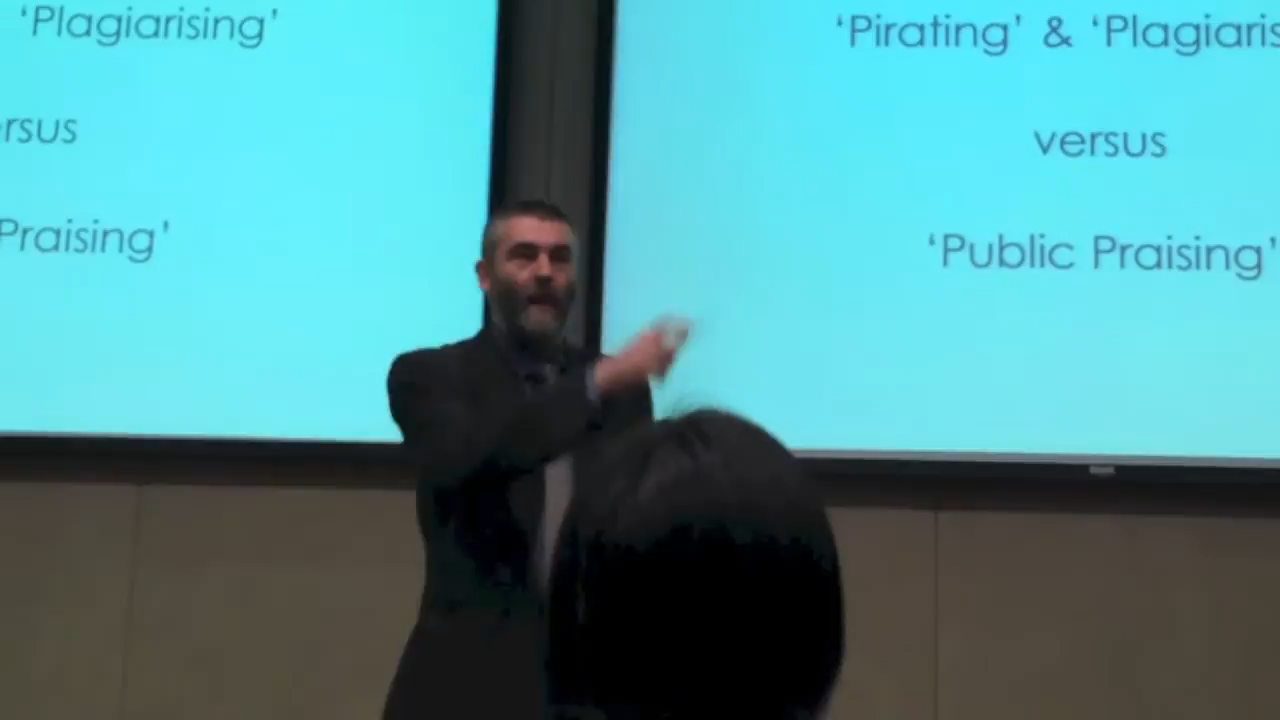 ‘Plagiarising’
rsus
Praising’
‘Pirating’ & ‘Plagiaris
versus
‘Public Praising’